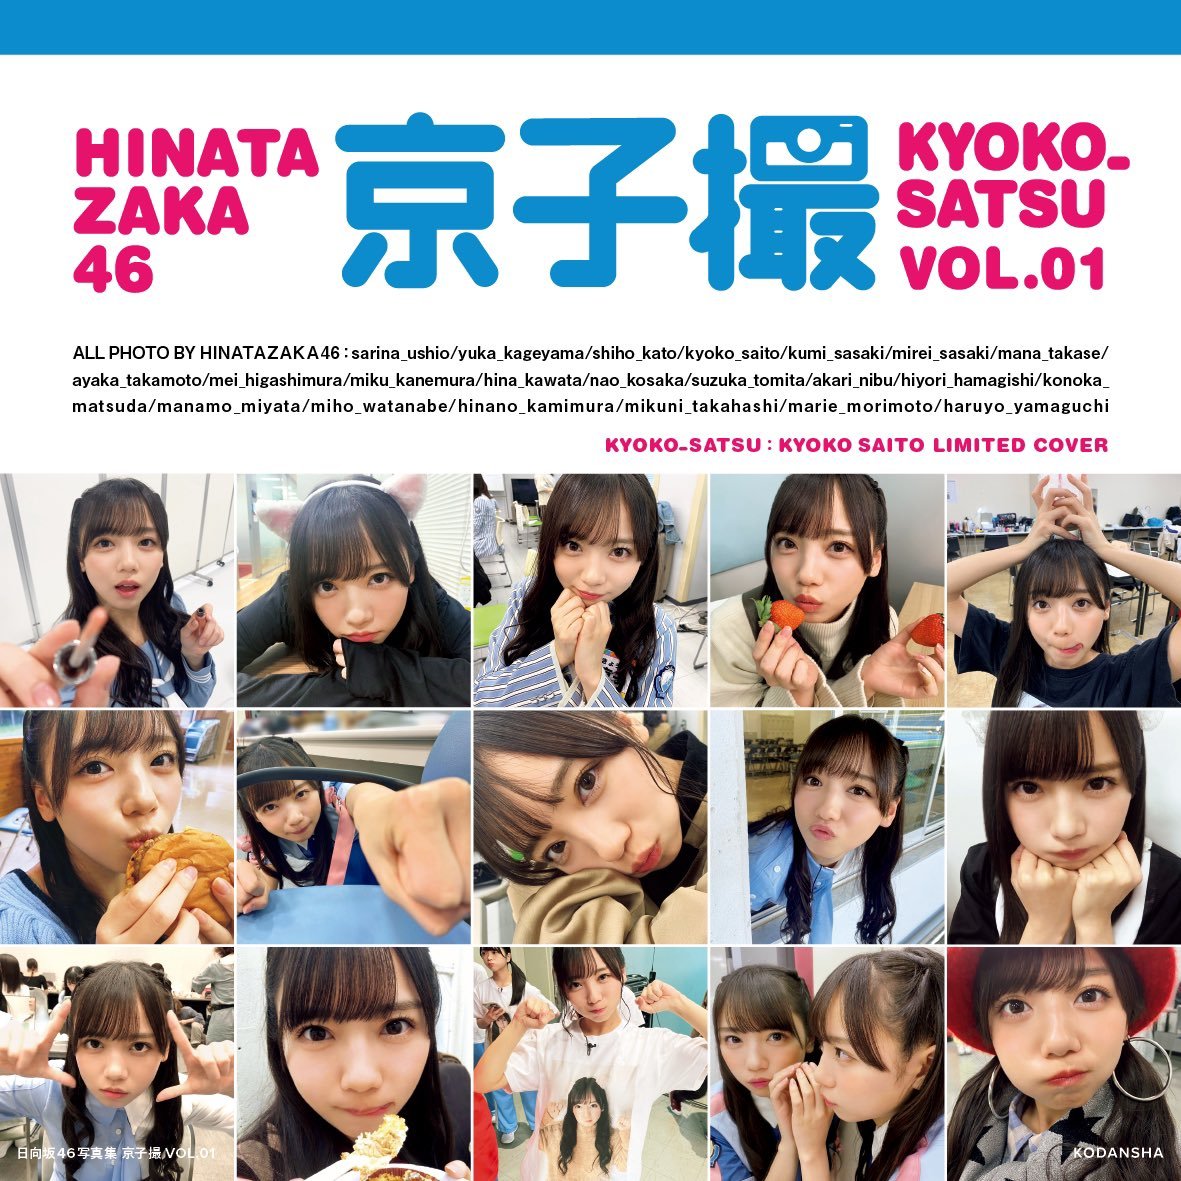 HINATA
ZAKA
46
京子撮
KYOKO-
SATSU
VOL.01
ALL PHOTO BY HINATAZAKA46：sarina_ushio/yuka_kageyama/shiho_kato/kyoko_saito/kumi_sasaki/mirei_sasaki/mana_takase/
ayaka_takamoto/mei_higashimura/miku_kanemura/hina_kawata/nao_kosaka/suzuka_tomita/akari_nibu/hiyori_hamagishi/konoka_
matsuda/manamo_miyata/miho_watanabe/hinano_kamimura/mikuni_takahashi/marie_morimoto/haruyo_yamaguchi
KYOKO-SATSU：KYOKO SAITO LIMITED COVER
日向坂46写真集 京子撮/VOL.01
KODANSHA